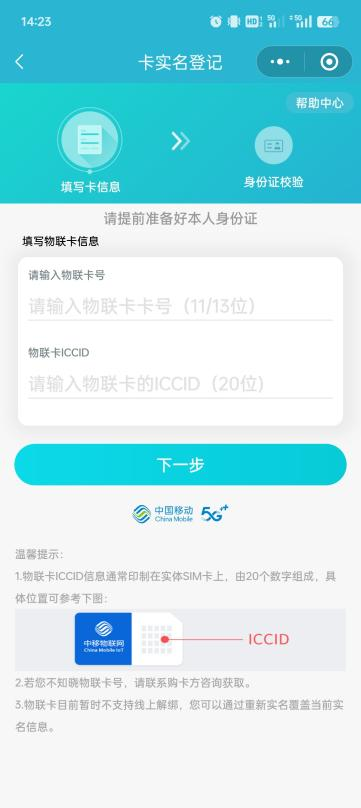 14:23
HD 5G 5G 66
卡实名登记
帮助中心
填写卡信息
身份证校验
请提前准备好本人身份证
填写物联卡信息
请输入物联卡号
请输入物联卡卡号（11/13位）
物联卡ICCID
请输入物联卡的ICCID（20位）
下一步
中国移动
China Mobile
5G++
温馨提示：
1.物联卡ICCID信息通常印制在实体SIM卡上，由20个数字组成，具
体位置可参考下图：
中移物联网
China Mobile IoT
ICCID
2.若您不知晓物联卡号，请联系购卡方咨询获取。
3.物联卡目前暂时不支持线上解绑，您可以通过重新实名覆盖当前实
名信息。